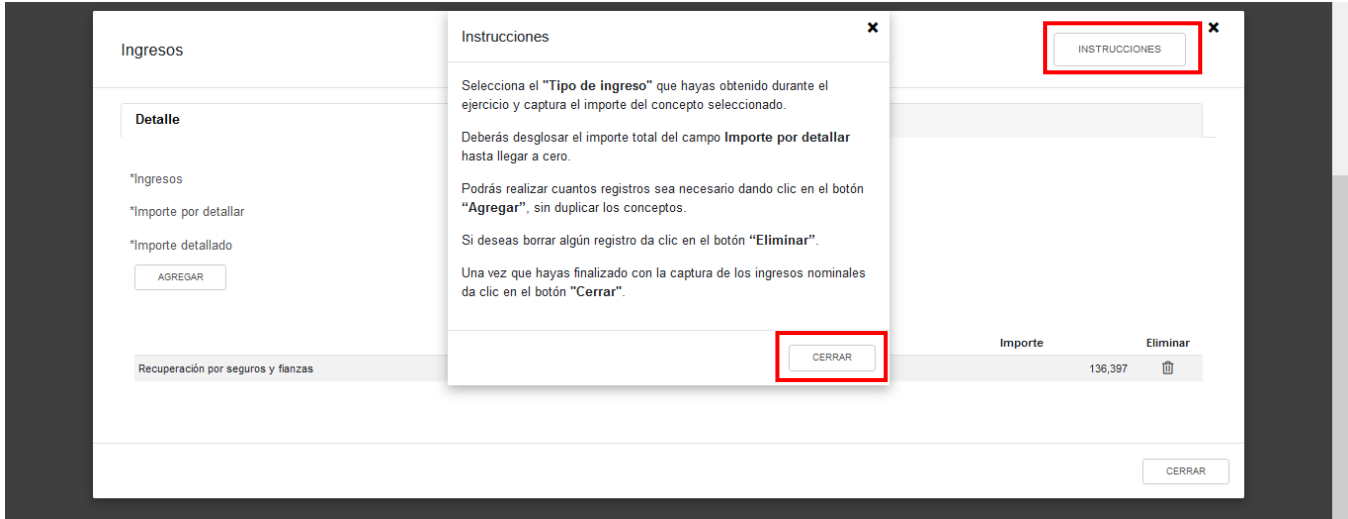 Ingresos
INSTRUCCIONES
Detalle
*Ingresos
*Importe por detallar
*Importe detallado
AGREGAR
Importe
Eliminar
Recuperación por seguros y fianzas
136,397
CERRAR
Instrucciones
Selecciona el "Tipo de ingreso" que hayas obtenido durante el
ejercicio y captura el importe del concepto seleccionado.
Deberás desglosar el importe total del campo Importe por detallar
hasta llegar a cero.
Podrás realizar cuantos registros sea necesario dando clic en el botón
“Agregar”, sin duplicar los conceptos.
Si deseas borrar algún registro da clic en el botón “Eliminar”.
Una vez que hayas finalizado con la captura de los ingresos nominales
da clic en el botón "Cerrar".
CERRAR